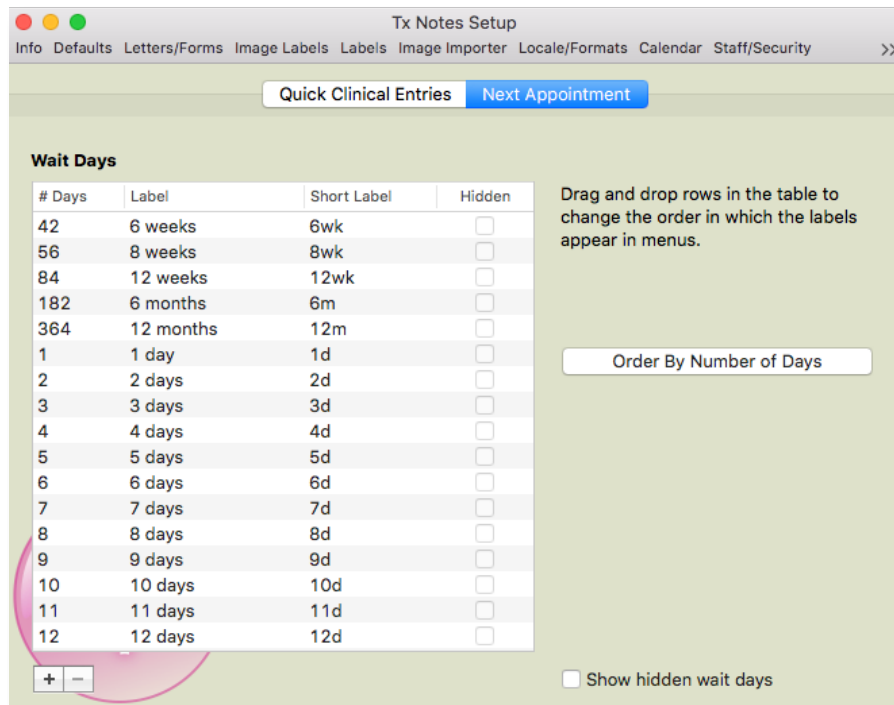 Tx Notes Setup
Info Defaults Letters/Forms Image Labels Labels Image Importer Locale/Formats Calendar Staff/Security >>
Quick Clinical Entries Next Appointment
Wait Days
# Days Label Short Label Hidden
42 6 weeks 6wk
56 8 weeks 8wk
84 12 weeks 12wk
182 6 months 6m
364 12 months 12m
1 1 day 1d
2 2 days 2d
3 3 days 3d
4 4 days 4d
5 5 days 5d
6 6 days 6d
7 7 days 7d
8 8 days 8d
9 9 days 9d
10 10 days 10d
11 11 days 11d
12 12 days 12d
+ −
Drag and drop rows in the table to
change the order in which the labels
appear in menus.
Order By Number of Days
Show hidden wait days